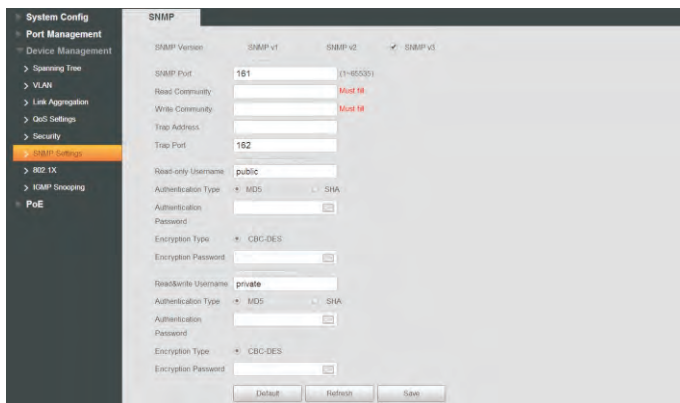 System Config
Port Management
Device Management
> Spanning Tree
> VLAN
> Link Aggregation
> QoS Settings
> Security
> SNMP Settings
> 802.1X
> IGMP Snooping
PoE
SNMP
SNMP Version SNMP v1 SNMP v2 ✓ SNMP v3
SNMP Port 161 (1~65535)
Read Community Must fill
Write Community Must fill
Trap Address
Trap Port 162
Read-only Username public
Authentication Type MD5 SHA
Authentication
Password
Encryption Type CBC-DES
Encryption Password
Read&write Username private
Authentication Type MD5 SHA
Authentication
Password
Encryption Type CBC-DES
Encryption Password
Default Refresh Save